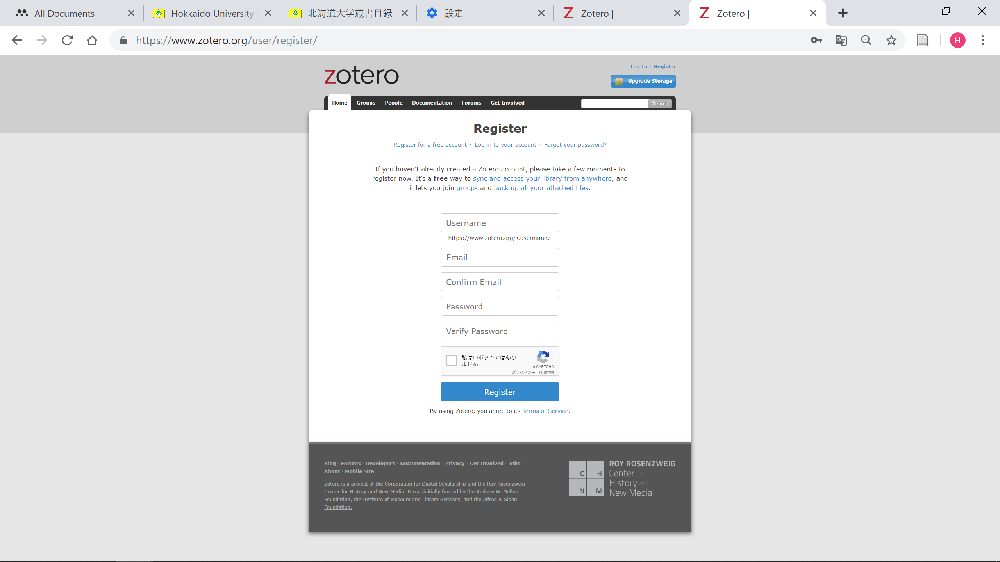 All Documents
Hokkaido University
北海道大学蔵書目録
設定
Zotero |
Zotero |
https://www.zotero.org/user/register/
H
zotero
Log In · Register
Upgrade Storage
Home Groups People Documentation Forums Get Involved
Search
Register
Register for a free account · Log in to your account · Forgot your password?
If you haven’t already created a Zotero account, please take a few moments to
register now. It’s a free way to sync and access your library from anywhere, and
it lets you join groups and back up all your attached files.
Username
https://www.zotero.org/<username>
Email
Confirm Email
Password
Verify Password
私はロボットではあり
ません
reCAPTCHA
プライバシー - 利用規約
Register
By using Zotero, you agree to its Terms of Service.
Blog · Forums · Developers · Documentation · Privacy · Get Involved · Jobs ·
About · Mobile Site
Zotero is a project of the Corporation for Digital Scholarship and the Roy Rosenzweig
Center for History and New Media. It was initially funded by the Andrew W. Mellon
Foundation, the Institute of Museum and Library Services, and the Alfred P. Sloan
Foundation.
C H
N M
ROY ROSENZWEIG
Center FOR
History AND
New Media